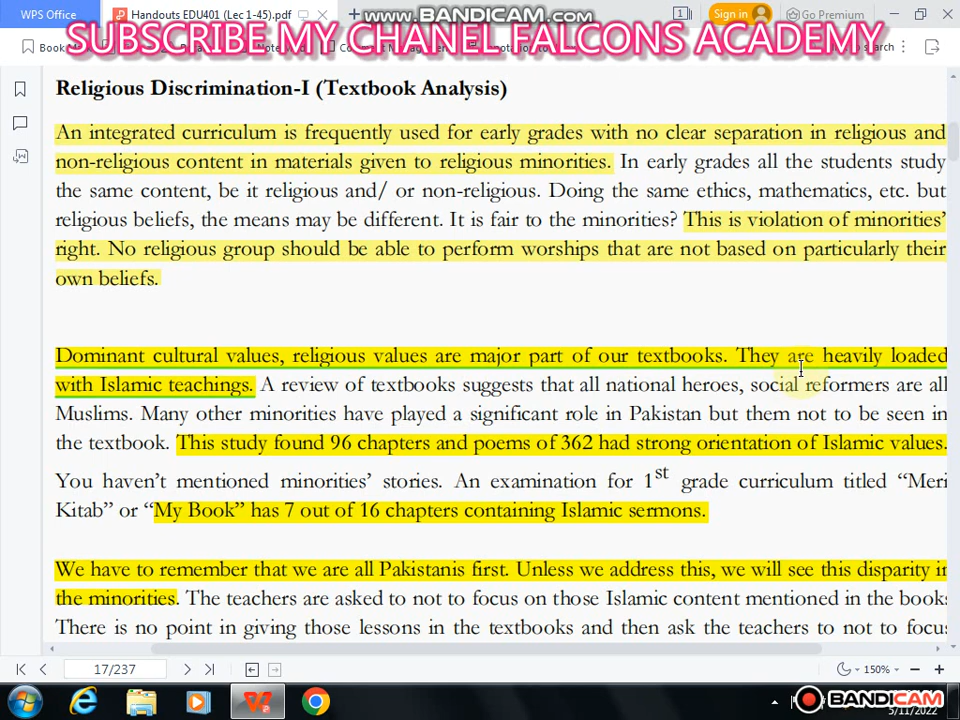 WPS Office
Handouts EDU401 (Lec 1-45).pdf
www.BANDICAM.com
1
Sign in
Go Premium
SUBSCRIBE MY CHANEL FALCONS ACADEMY
Religious Discrimination-I (Textbook Analysis)
An integrated curriculum is frequently used for early grades with no clear separation in religious and
non-religious content in materials given to religious minorities. In early grades all the students study
the same content, be it religious and/ or non-religious. Doing the same ethics, mathematics, etc. but
religious beliefs, the means may be different. It is fair to the minorities? This is violation of minorities'
right. No religious group should be able to perform worships that are not based on particularly their
own beliefs.
Dominant cultural values, religious values are major part of our textbooks. They are heavily loaded
with Islamic teachings. A review of textbooks suggests that all national heroes, social reformers are all
Muslims. Many other minorities have played a significant role in Pakistan but them not to be seen in
the textbook. This study found 96 chapters and poems of 362 had strong orientation of Islamic values.
You haven't mentioned minorities' stories. An examination for 1st grade curriculum titled “Meri
Kitab” or “My Book” has 7 out of 16 chapters containing Islamic sermons.
We have to remember that we are all Pakistanis first. Unless we address this, we will see this disparity in
the minorities. The teachers are asked to not to focus on those Islamic content mentioned in the books
There is no point in giving those lessons in the textbooks and then ask the teachers to not to focus
17/237
150%
BANDICAM
5/11/2022